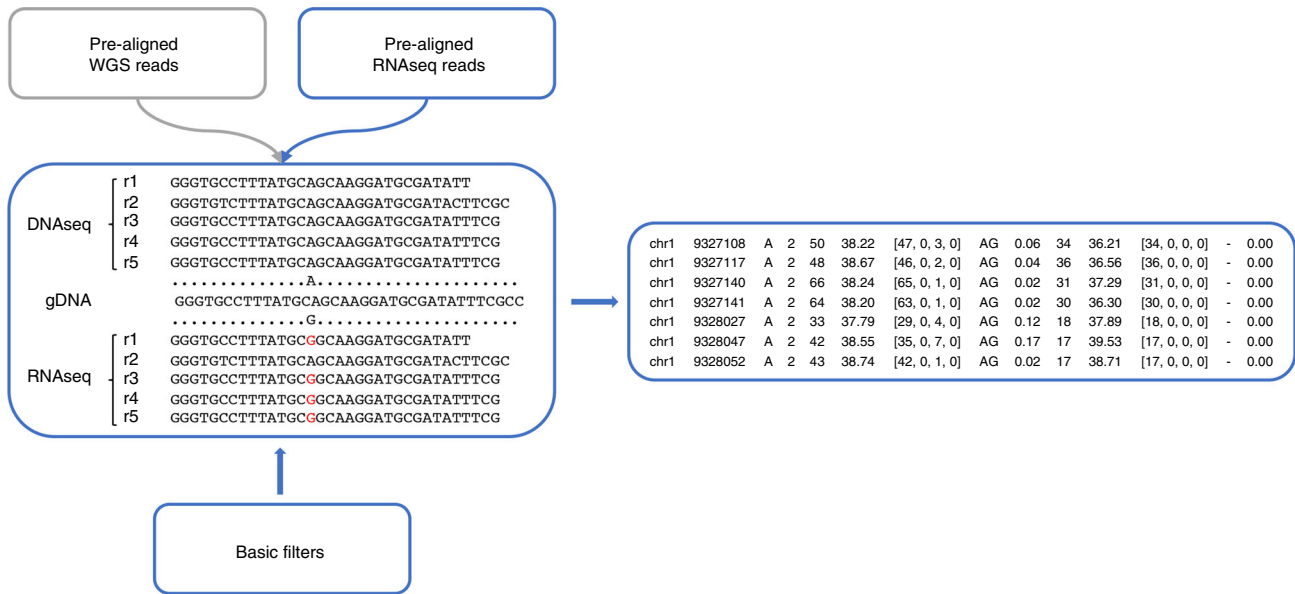 Pre-aligned
WGS reads
Pre-aligned
RNAseq reads
DNAseq
r1 GGGTGCCTTTATGCAGCAAGGATGCGATATT
r2 GGGTGTCTTTATGCAGCAAGGATGCGATACTTCGC
r3 GGGTGCCTTTATGCAGCAAGGATGCGATATTTCG
r4 GGGTGCCTTTATGCAGCAAGGATGCGATATTTCG
r5 GGGTGCCTTTATGCAGCAAGGATGCGATATTTCG
..............A.....................
gDNA GGGTGCCTTTATGCAGCAAGGATGCGATATTTCGCC
..............G.....................
RNAseq
r1 GGGTGCCTTTATGCGGCAAGGATGCGATATT
r2 GGGTGTCTTTATGCAGCAAGGATGCGATACTTCGC
r3 GGGTGCCTTTATGCGGCAAGGATGCGATATTTCG
r4 GGGTGCCTTTATGCGGCAAGGATGCGATATTTCG
r5 GGGTGCCTTTATGCGGCAAGGATGCGATATTTCG
chr1 9327108 A 2 50 38.22 [47, 0, 3, 0] AG 0.06 34 36.21 [34, 0, 0, 0] - 0.00
chr1 9327117 A 2 48 38.67 [46, 0, 2, 0] AG 0.04 36 36.56 [36, 0, 0, 0] - 0.00
chr1 9327140 A 2 66 38.24 [65, 0, 1, 0] AG 0.02 31 37.29 [31, 0, 0, 0] - 0.00
chr1 9327141 A 2 64 38.20 [63, 0, 1, 0] AG 0.02 30 36.30 [30, 0, 0, 0] - 0.00
chr1 9328027 A 2 33 37.79 [29, 0, 4, 0] AG 0.12 18 37.89 [18, 0, 0, 0] - 0.00
chr1 9328047 A 2 42 38.55 [35, 0, 7, 0] AG 0.17 17 39.53 [17, 0, 0, 0] - 0.00
chr1 9328052 A 2 43 38.74 [42, 0, 1, 0] AG 0.02 17 38.71 [17, 0, 0, 0] - 0.00
Basic filters